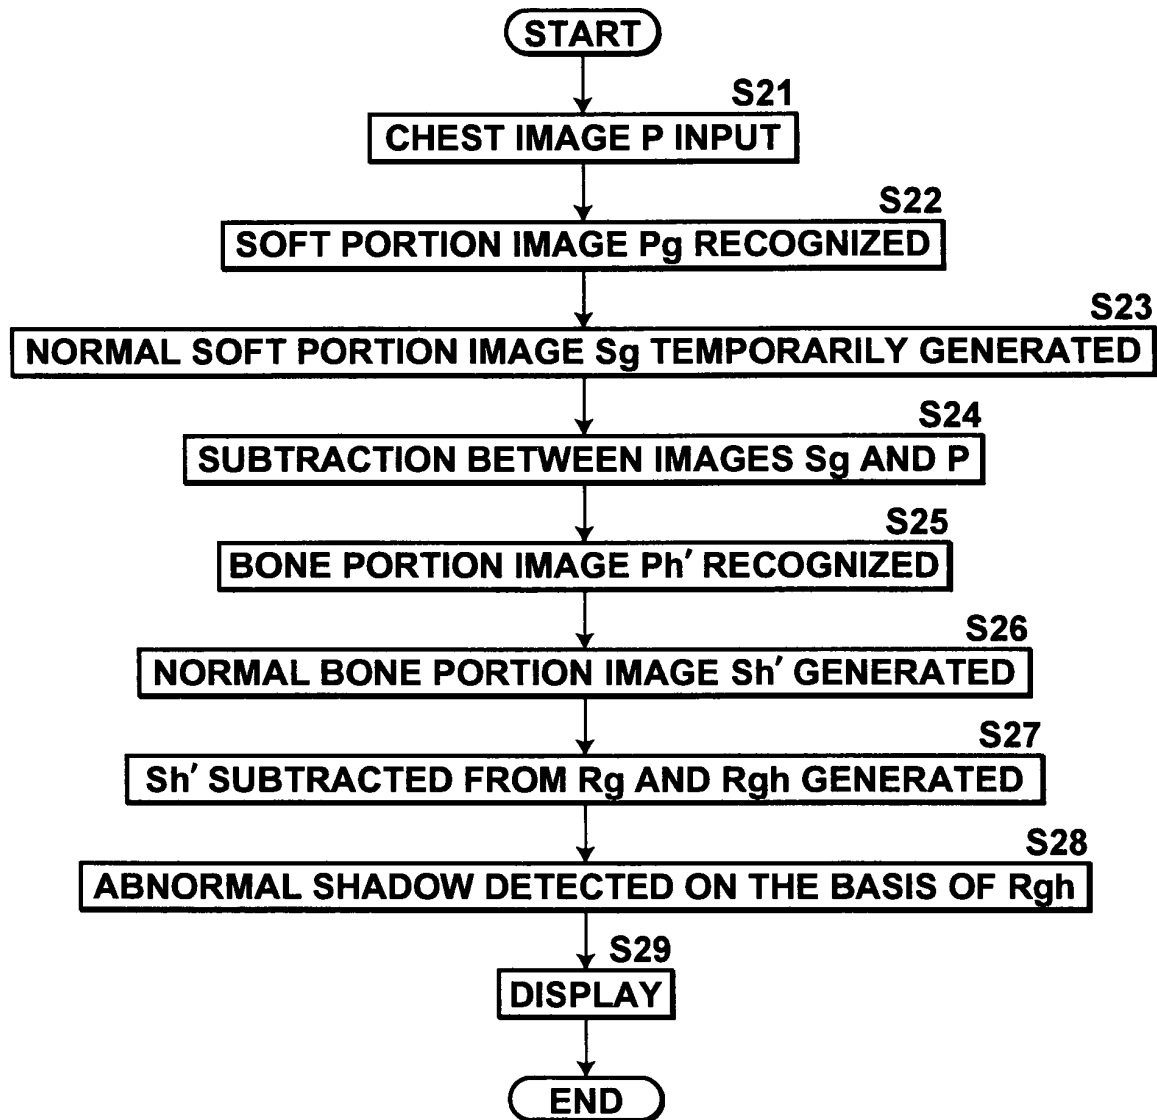 START
S21
CHEST IMAGE P INPUT
S22
SOFT PORTION IMAGE Pg RECOGNIZED
S23
NORMAL SOFT PORTION IMAGE Sg TEMPORARILY GENERATED
S24
SUBTRACTION BETWEEN IMAGES Sg AND P
S25
BONE PORTION IMAGE Ph′ RECOGNIZED
S26
NORMAL BONE PORTION IMAGE Sh′ GENERATED
S27
Sh′ SUBTRACTED FROM Rg AND Rgh GENERATED
S28
ABNORMAL SHADOW DETECTED ON THE BASIS OF Rgh
S29
DISPLAY
END